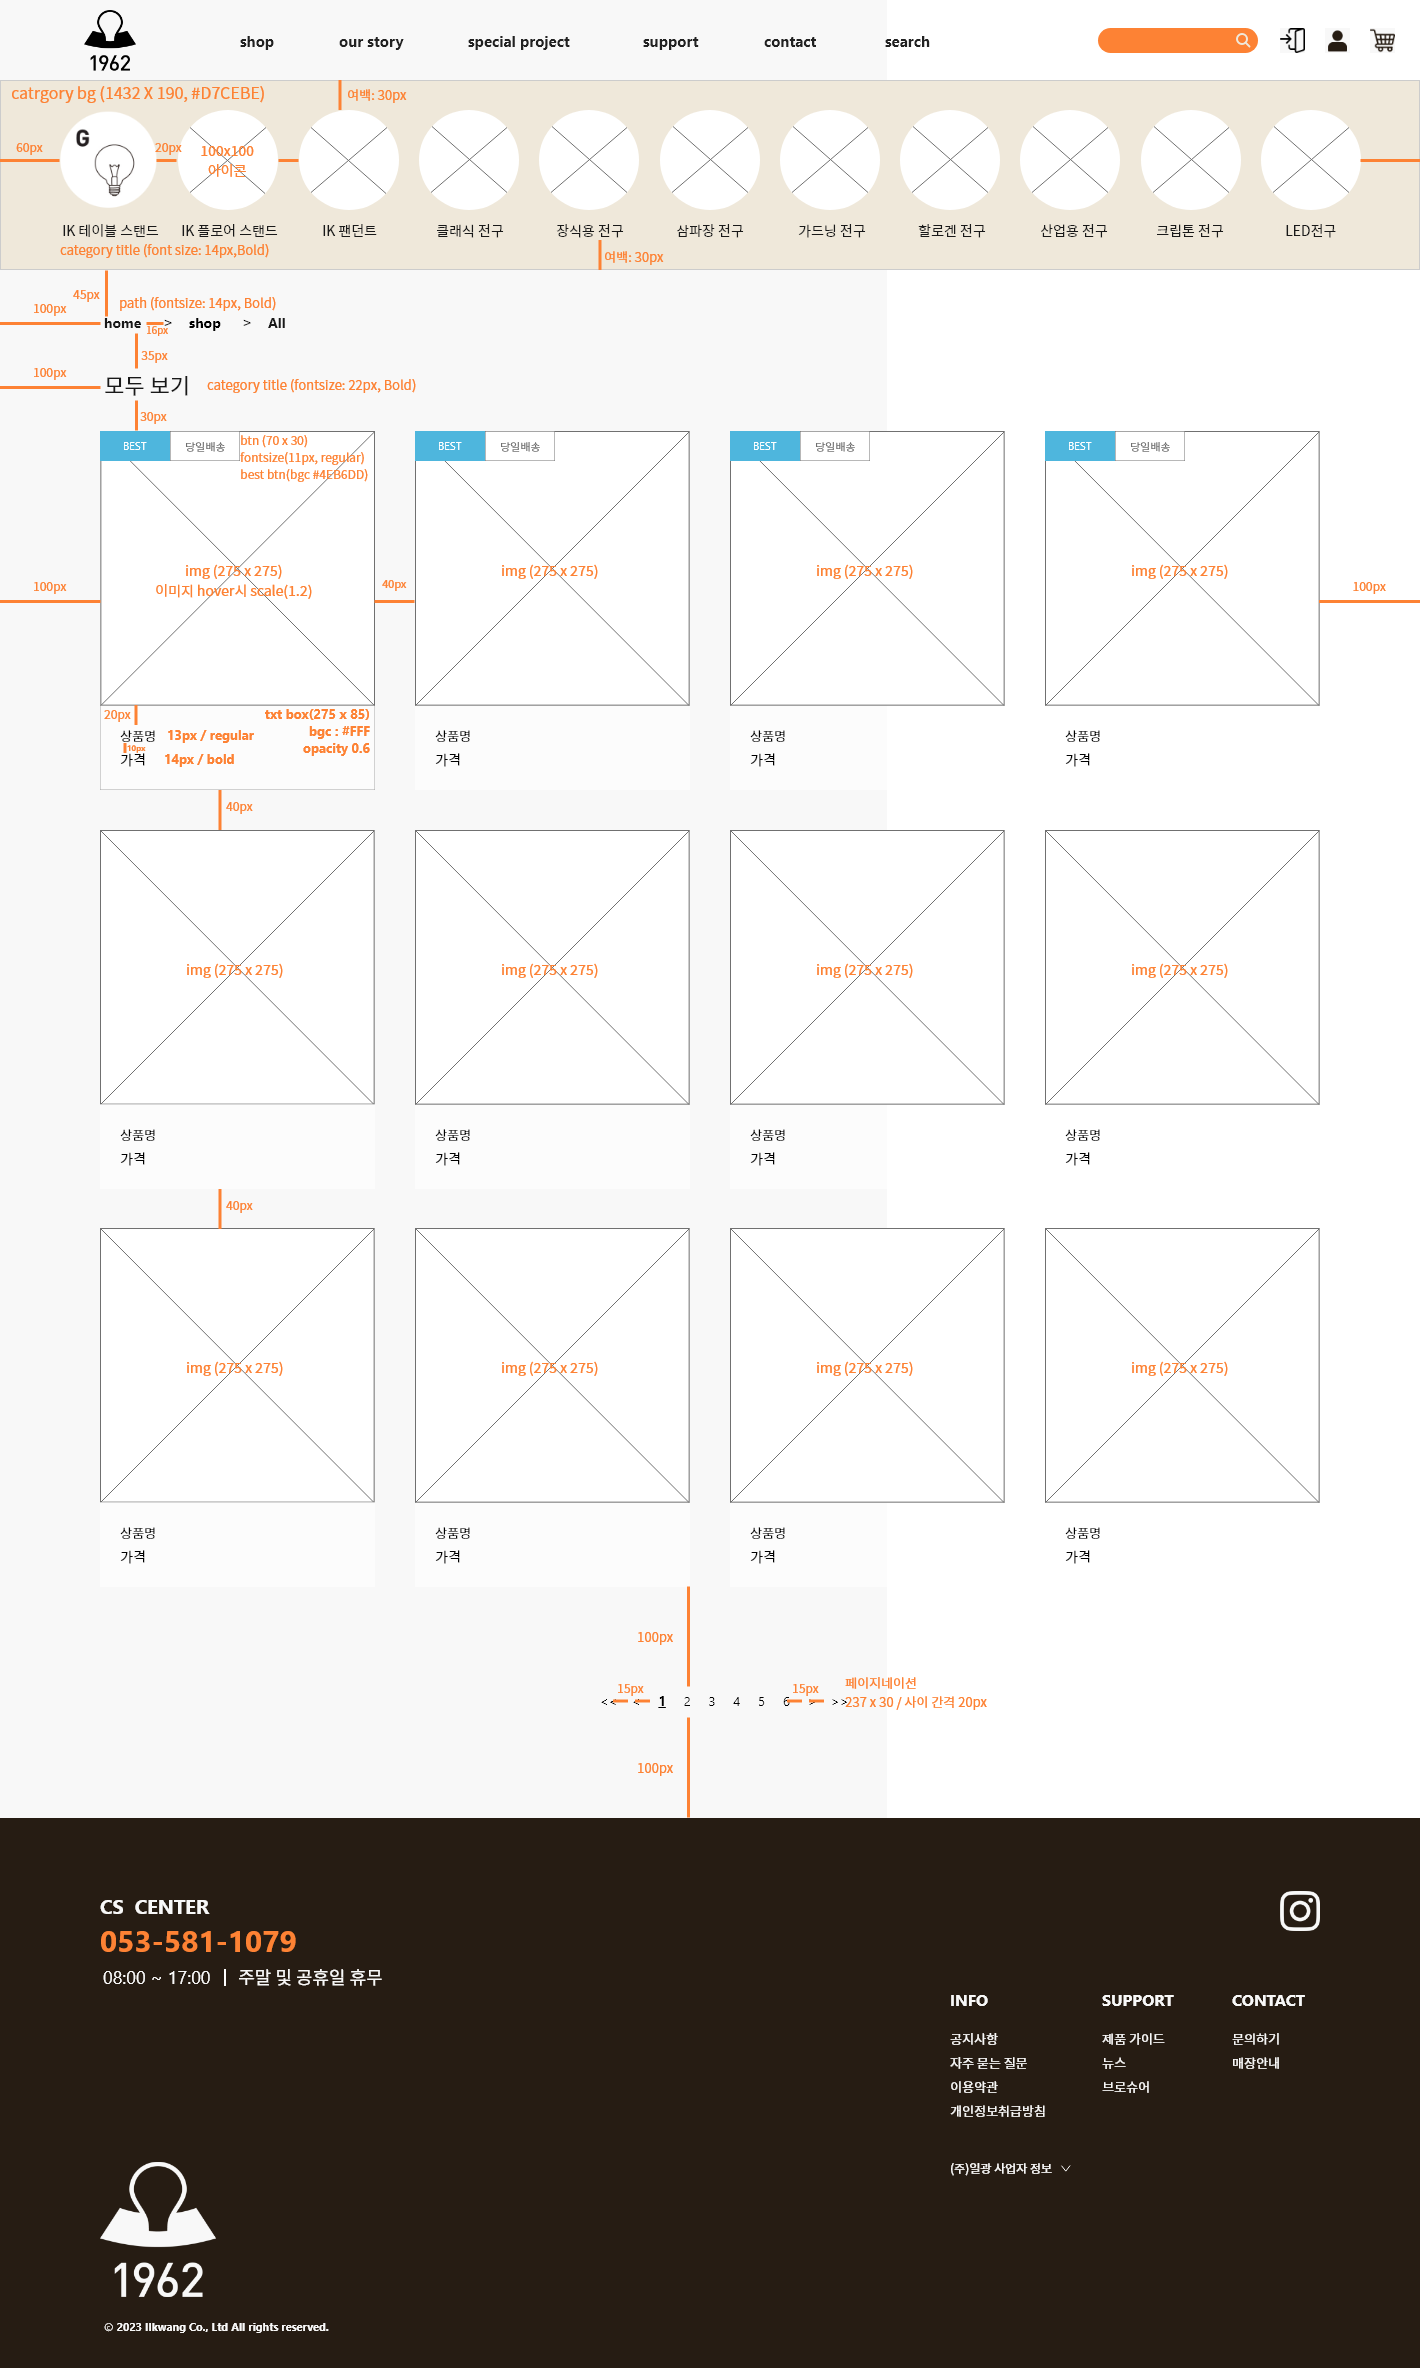 1962
shop
our story
special project
support
contact
search
catrgory bg (1432 X 190, #D7CEBE)
여백: 30px
60px
G
20px
100x100
아이콘
IK 테이블 스탠드
IK 플로어 스탠드
IK 팬던트
클래식 전구
장식용 전구
삼파장 전구
가드닝 전구
할로겐 전구
산업용 전구
크립톤 전구
LED전구
category title (font size: 14px,Bold)
여백: 30px
45px
path (fontsize: 14px, Bold)
100px
home > shop > All
16px
35px
100px
모두 보기
category title (fontsize: 22px, Bold)
30px
BEST
당일배송
btn (70 x 30)
fontsize(11px, regular)
best btn(bgc #4EB6DD)
BEST
당일배송
BEST
당일배송
BEST
당일배송
img (275 x 275)
이미지 hover시 scale(1.2)
img (275 x 275)
img (275 x 275)
img (275 x 275)
100px
40px
100px
20px
txt box(275 x 85)
bgc : #FFF
opacity 0.6
상품명
13px / regular
10px
가격
14px / bold
상품명
가격
상품명
가격
상품명
가격
40px
img (275 x 275)
img (275 x 275)
img (275 x 275)
img (275 x 275)
상품명
가격
상품명
가격
상품명
가격
상품명
가격
40px
img (275 x 275)
img (275 x 275)
img (275 x 275)
img (275 x 275)
상품명
가격
상품명
가격
상품명
가격
상품명
가격
100px
15px
15px
페이지네이션
<< < 1 2 3 4 5 6 > >>
237 x 30 / 사이 간격 20px
100px
CS CENTER
053-581-1079
08:00 ~ 17:00 | 주말 및 공휴일 휴무
INFO
공지사항
자주 묻는 질문
이용약관
개인정보취급방침
SUPPORT
제품 가이드
뉴스
브로슈어
CONTACT
문의하기
매장안내
(주)일광 사업자 정보
1962
© 2023 Ilkwang Co., Ltd All rights reserved.